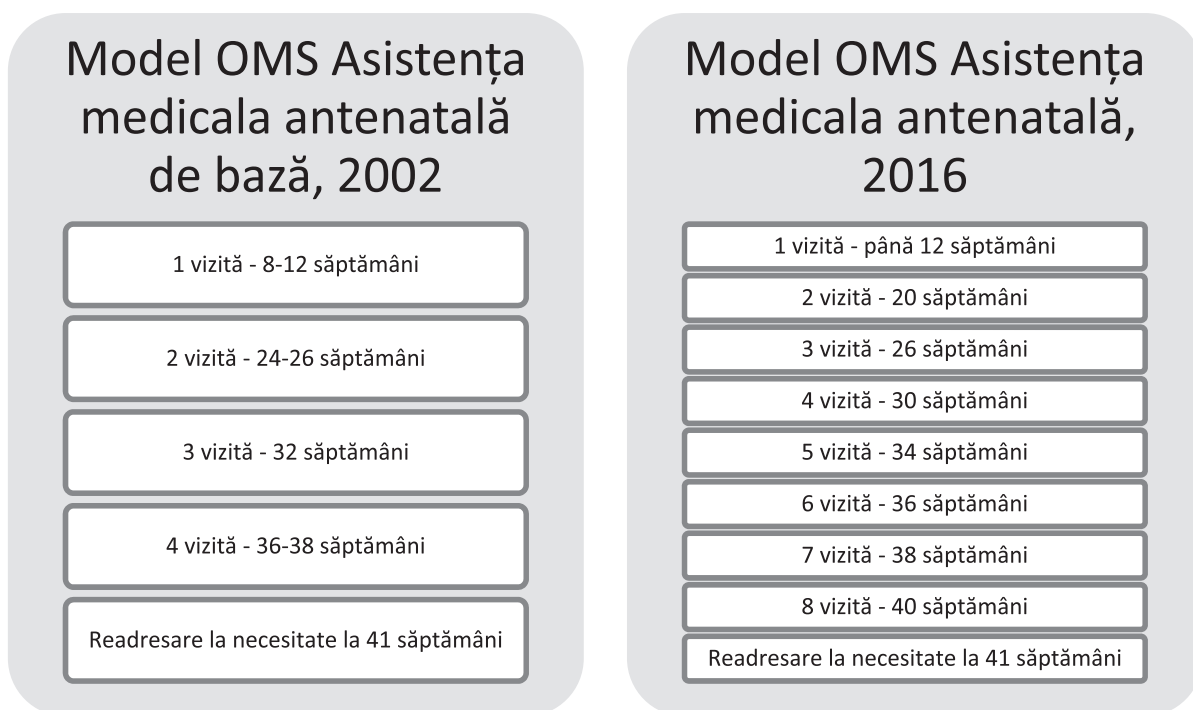 Model OMS Asistența
medicala antenatală
de bază, 2002
1 vizită - 8-12 săptămâni
2 vizită - 24-26 săptămâni
3 vizită - 32 săptămâni
4 vizită - 36-38 săptămâni
Readresare la necesitate la 41 săptămâni
Model OMS Asistența
medicala antenatală,
2016
1 vizită - până 12 săptămâni
2 vizită - 20 săptămâni
3 vizită - 26 săptămâni
4 vizită - 30 săptămâni
5 vizită - 34 săptămâni
6 vizită - 36 săptămâni
7 vizită - 38 săptămâni
8 vizită - 40 săptămâni
Readresare la necesitate la 41 săptămâni